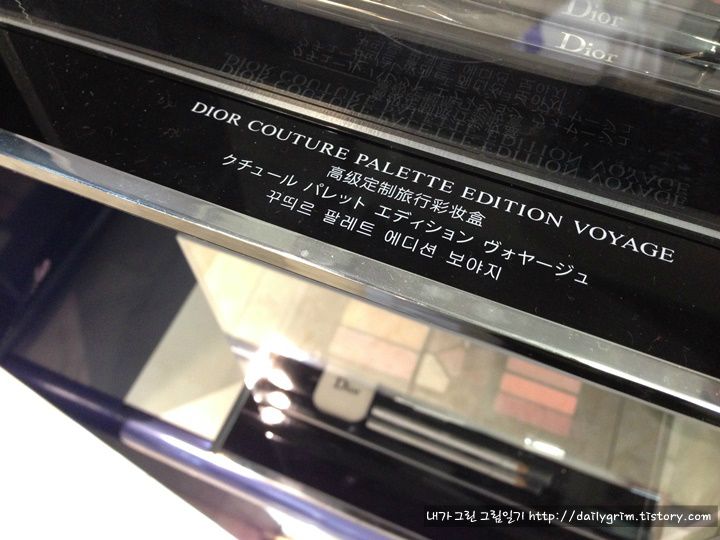 Dior
Dior
DIOR COUTURE PALETTE EDITION VOYAGE
高级定制旅行彩妆盒
クチュール パレット エディション ヴォヤージュ
꾸띄르 팔레트 에디션 보야지
Dior
내가 그린 그림일기 http://dailygrim.tistory.com